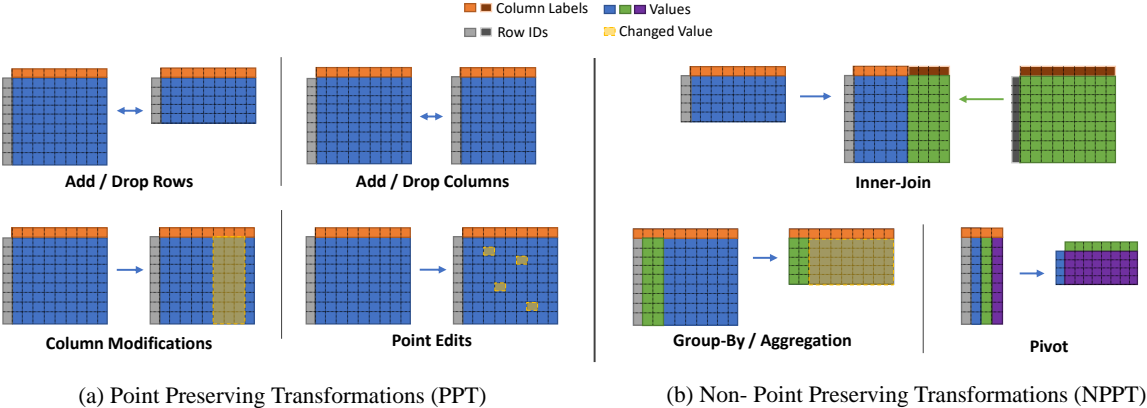 Column Labels
Values
Row IDs
Changed Value
Add / Drop Rows
Add / Drop Columns
Inner-Join
Column Modifications
Point Edits
Group-By / Aggregation
Pivot
(a) Point Preserving Transformations (PPT)
(b) Non- Point Preserving Transformations (NPPT)